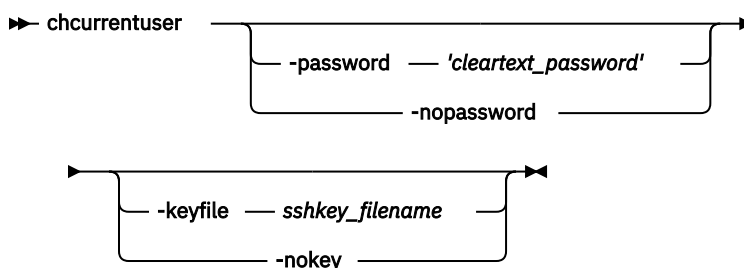 chcurrentuser
-password 'cleartext_password'
-nopassword
-keyfile sshkey_filename
-nokey